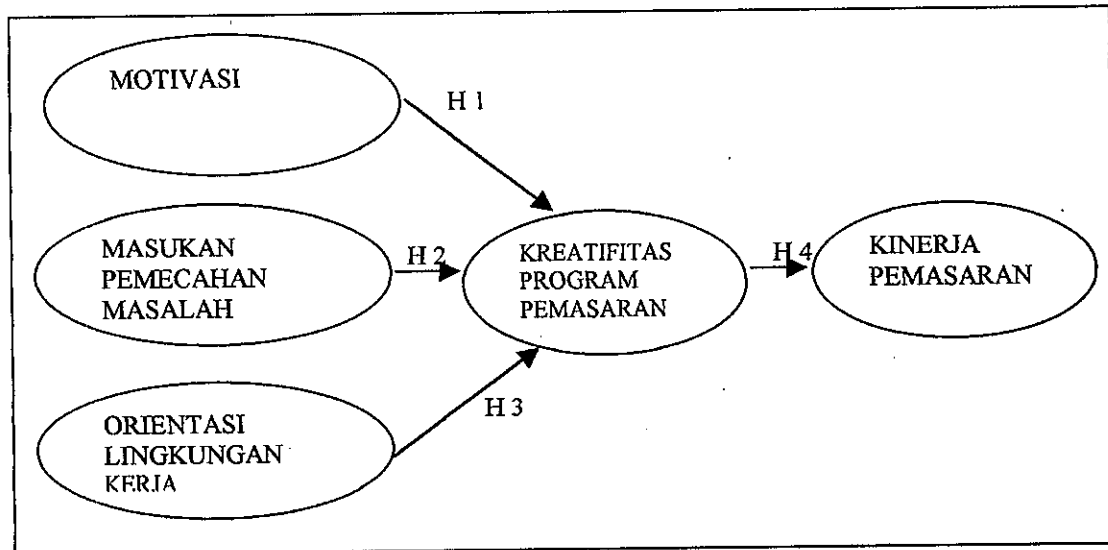 MOTIVASI
H 1
MASUKAN
PEMECAHAN
MASALAH
H 2
KREATIFITAS
PROGRAM
PEMASARAN
H 4
KINERJA
PEMASARAN
ORIENTASI
LINGKUNGAN
KERJA
H 3